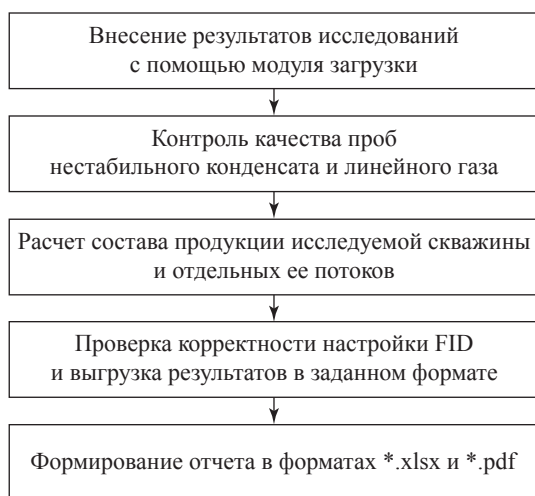 Внесение результатов исследований
с помощью модуля загрузки
Контроль качества проб
нестабильного конденсата и линейного газа
Расчет состава продукции исследуемой скважины
и отдельных ее потоков
Проверка корректности настройки FID
и выгрузка результатов в заданном формате
Формирование отчета в форматах *.xlsx и *.pdf